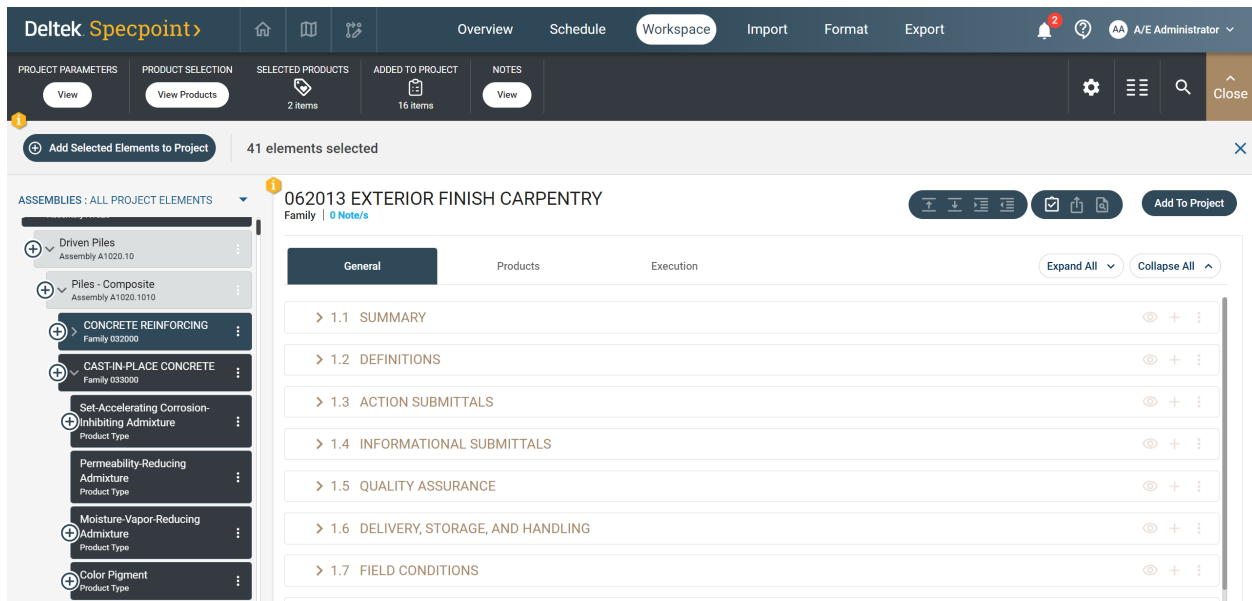 Deltek. Specpoint>
Overview
Schedule
Workspace
Import
Format
Export
2
AA
A/E Administrator
PROJECT PARAMETERS
View
PRODUCT SELECTION
View Products
SELECTED PRODUCTS
2 items
ADDED TO PROJECT
16 items
NOTES
View
Close
Add Selected Elements to Project
41 elements selected
ASSEMBLIES : ALL PROJECT ELEMENTS
Driven Piles
Assembly A1020.10
Piles - Composite
Assembly A1020.1010
CONCRETE REINFORCING
Family 032000
CAST-IN-PLACE CONCRETE
Family 033000
Set-Accelerating Corrosion-
Inhibiting Admixture
Product Type
Permeability-Reducing
Admixture
Product Type
Moisture-Vapor-Reducing
Admixture
Product Type
Color Pigment
Product Type
062013 EXTERIOR FINISH CARPENTRY
Family | 0 Note/s
Add To Project
General
Products
Execution
Expand All
Collapse All
1.1 SUMMARY
1.2 DEFINITIONS
1.3 ACTION SUBMITTALS
1.4 INFORMATIONAL SUBMITTALS
1.5 QUALITY ASSURANCE
1.6 DELIVERY, STORAGE, AND HANDLING
1.7 FIELD CONDITIONS